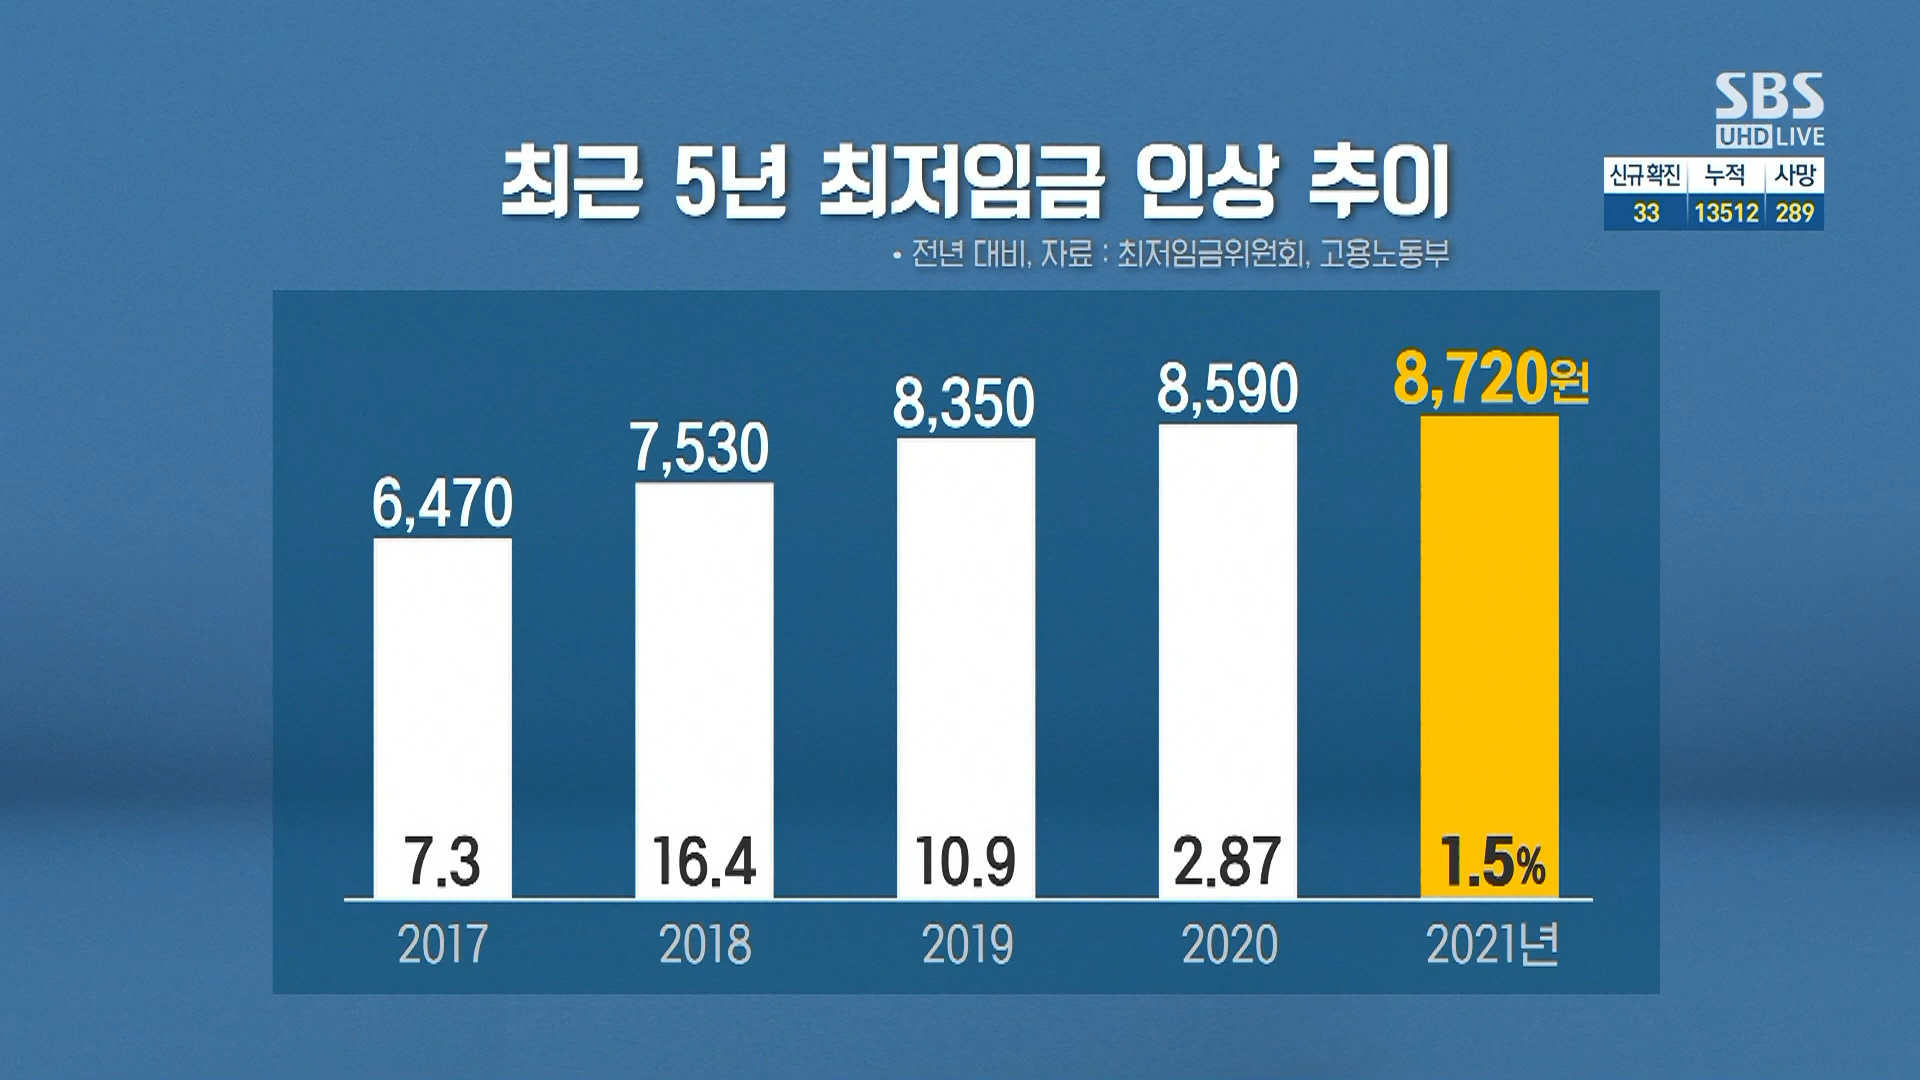 SBS
UHD LIVE
신규확진 누적 사망
33 13512 289
최근 5년 최저임금 인상 추이
• 전년 대비, 자료 : 최저임금위원회, 고용노동부
6,470 7,530 8,350 8,590 8,720원
7.3 16.4 10.9 2.87 1.5%
2017 2018 2019 2020 2021년